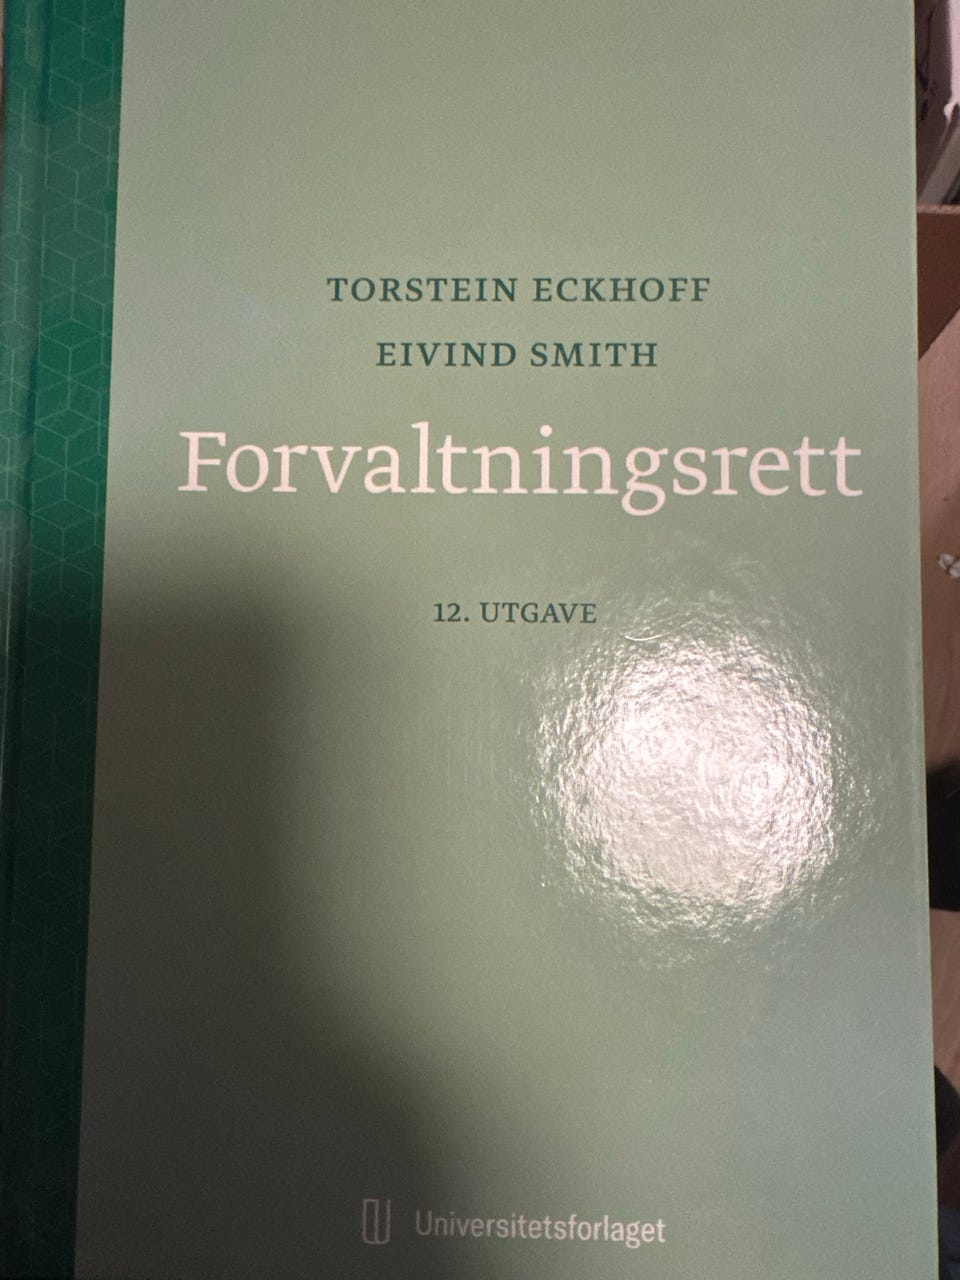 TORSTEIN ECKHOFF
EIVIND SMITH
Forvaltningsrett
12. UTGAVE
Universitetsforlaget